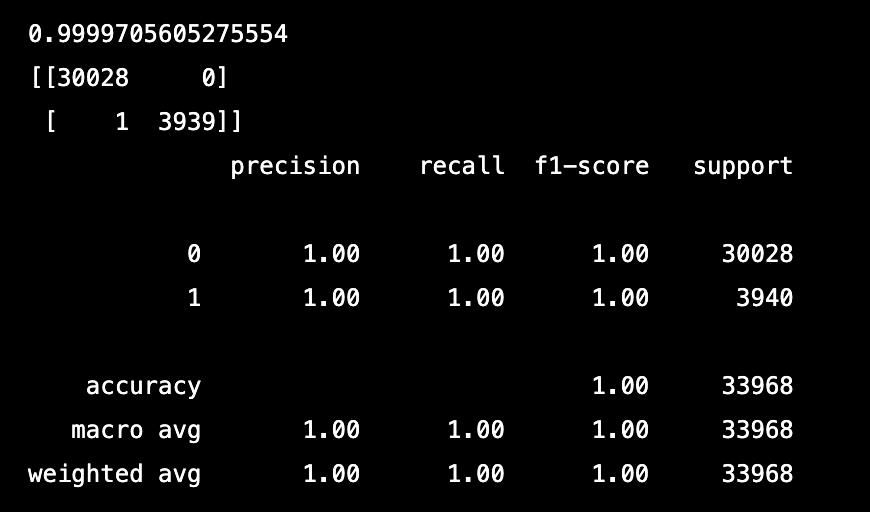 0.9999705605275554
[[30028     0]
 [    1  3939]]
              precision    recall  f1-score   support

           0       1.00      1.00      1.00     30028
           1       1.00      1.00      1.00      3940

    accuracy                           1.00     33968
   macro avg       1.00      1.00      1.00     33968
weighted avg       1.00      1.00      1.00     33968